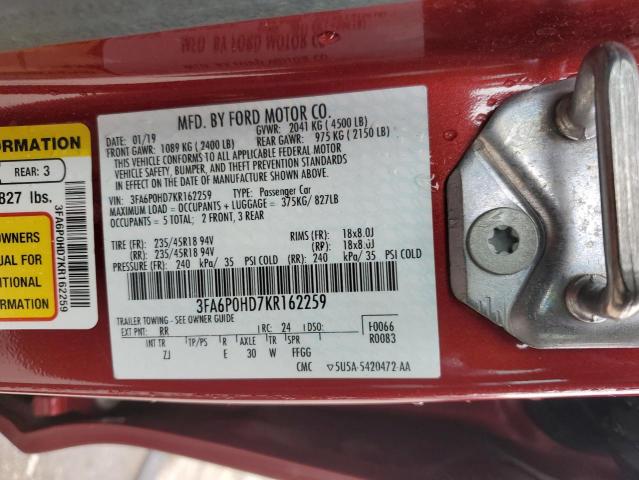 MFD. BY FORD MOTOR CO.
DATE: 01/19 GVWR: 2041 KG ( 4500 LB)
FRONT GAWR: 1089 KG ( 2400 LB) REAR GAWR: 975 KG ( 2150 LB)
THIS VEHICLE CONFORMS TO ALL APPLICABLE FEDERAL MOTOR
VEHICLE SAFETY, BUMPER, AND THEFT PREVENTION STANDARDS
IN EFFECT ON THE DATE OF MANUFACTURE SHOWN ABOVE.
VIN: 3FA6P0HD7KR162259 TYPE: Passenger Car
MAXIMUM LOAD = OCCUPANTS + LUGGAGE = 375KG/ 827LB
OCCUPANTS = 5 TOTAL; 2 FRONT, 3 REAR
TIRE (FR): 235/45R18 94V RIMS (FR): 18x8.0J
(RR): 235/45R18 94V (RR): 18x8.0J
PRESSURE (FR): 240 kPa/ 35 PSI COLD (RR): 240 kPa/ 35 PSI COLD
3FA6P0HD7KR162259
TRAILER TOWING - SEE OWNER GUIDE
EXT PNT: RR RC: 24 DSO: F0066
R0083
INT TR TP/PS R AXLE TR SPR
ZJ E 30 W FFGG
CMC 5U5A-5420472-AA
FORMATION
REAR: 3
827 lbs.
OWNERS
UAL FOR
ITIONAL
RMATION
3FA6P0HD7KR162259